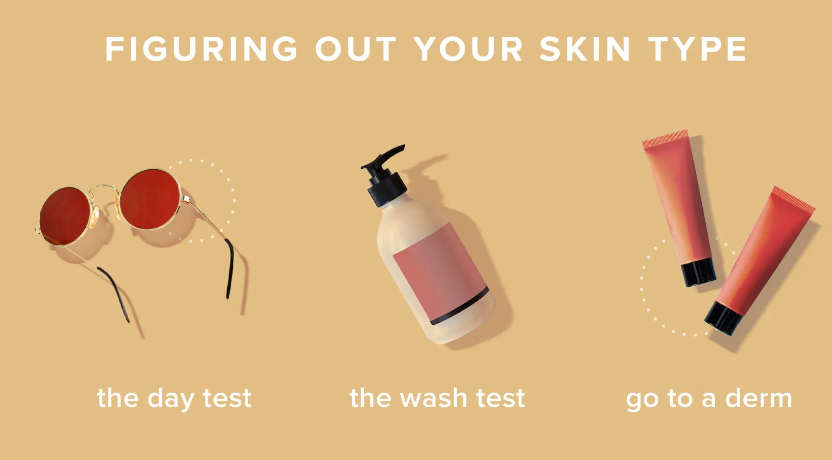 FIGURING OUT YOUR SKIN TYPE
the day test
the wash test
go to a derm